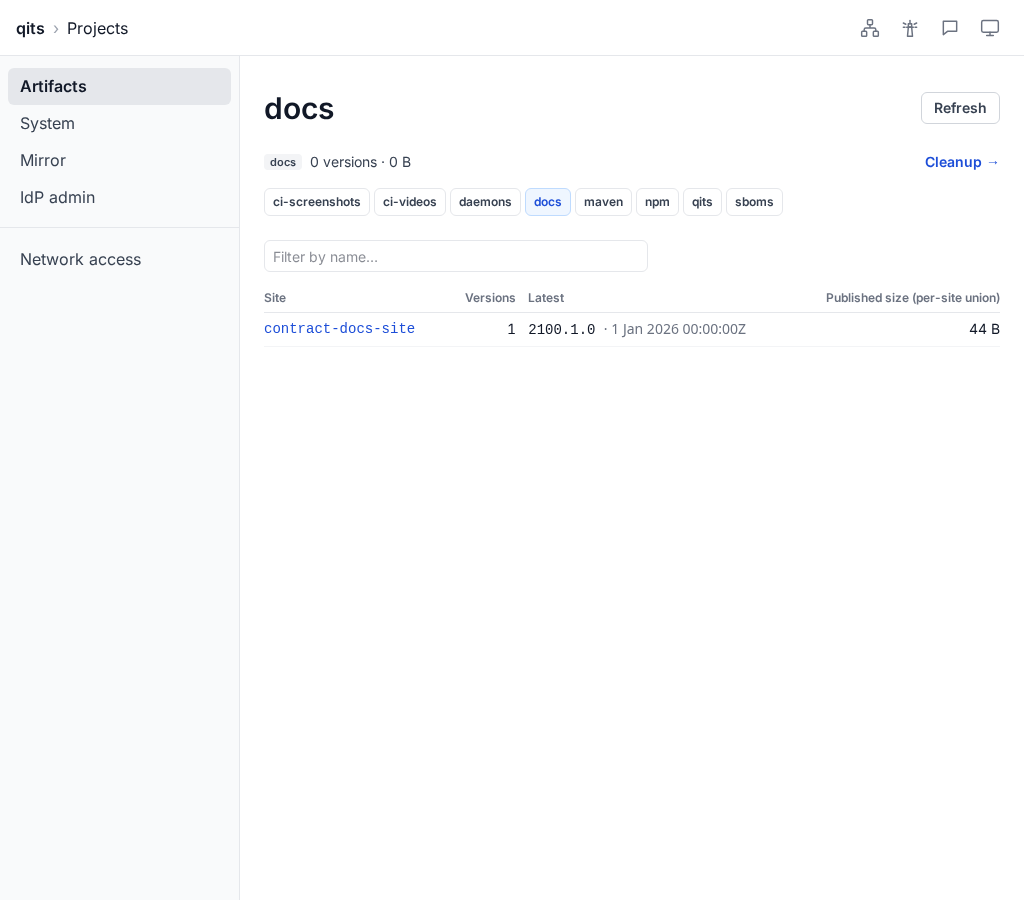 qits › Projects
Artifacts
System
Mirror
IdP admin
Network access
docs
Refresh
docs 0 versions · 0 B
Cleanup →
ci-screenshots ci-videos daemons docs maven npm qits sboms
Filter by name...
Site Versions Latest Published size (per-site union)
contract-docs-site 1 2100.1.0 · 1 Jan 2026 00:00:00Z 44 B